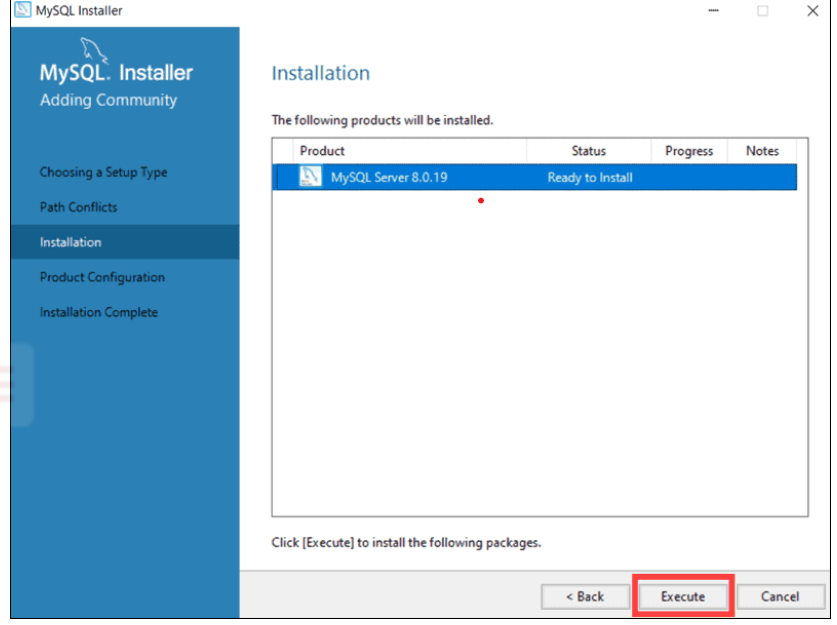 MySQL Installer
MySQL. Installer
Adding Community
Choosing a Setup Type
Path Conflicts
Installation
Product Configuration
Installation Complete
Installation
The following products will be installed.
Product Status Progress Notes
MySQL Server 8.0.19 Ready to Install
Click [Execute] to install the following packages.
< Back Execute Cancel